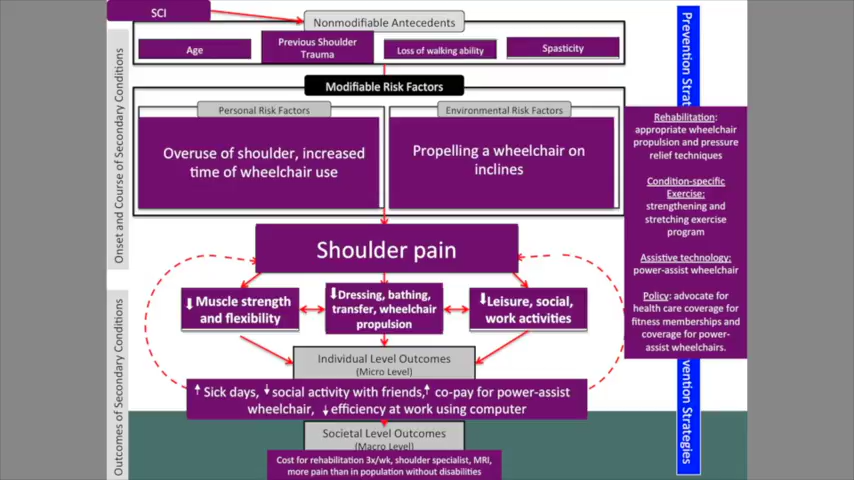 SCI
Nonmodifiable Antecedents
Age
Previous Shoulder
Trauma
Loss of walking ability
Spasticity
Modifiable Risk Factors
Personal Risk Factors
Environmental Risk Factors
Overuse of shoulder, increased
time of wheelchair use
Propelling a wheelchair on
inclines
Onset and Course of Secondary Conditions
Shoulder pain
⬇Muscle strength
and flexibility
⬇Dressing, bathing,
transfer, wheelchair
propulsion
⬇Leisure, social,
work activities
Individual Level Outcomes
(Micro Level)
↑ Sick days, ↓social activity with friends,↑ co-pay for power-assist
wheelchair, ↓ efficiency at work using computer
Societal Level Outcomes
(Macro Level)
Cost for rehabilitation 3x/wk, shoulder specialist, MRI,
more pain than in population without disabilities
Outcomes of Secondary Conditions
Prevention Strat
Rehabilitation:
appropriate wheelchair
propulsion and pressure
relief techniques
Condition-specific
Exercise:
strengthening and
stretching exercise
program
Assistive technology:
power-assist wheelchair
Policy: advocate for
health care coverage for
fitness memberships and
coverage for power-
assist wheelchairs.
vention Strategies